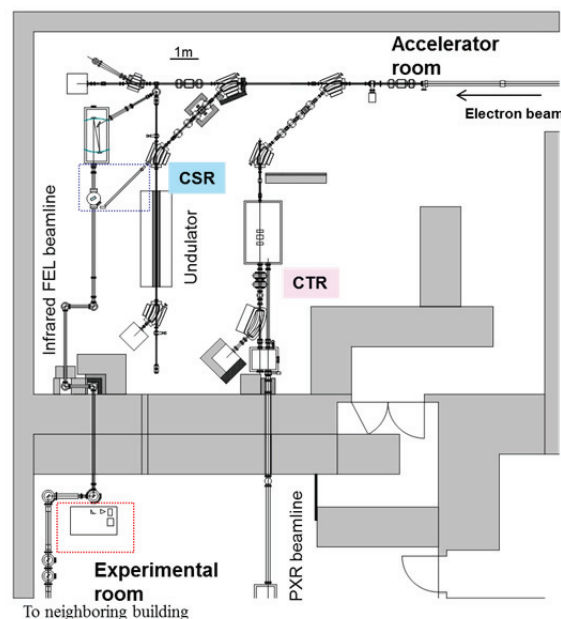 1m
Accelerator
room
Electron beam
CSR
Undulator
Infrared FEL beamline
CTR
PXR beamline
Experimental
room
To neighboring building